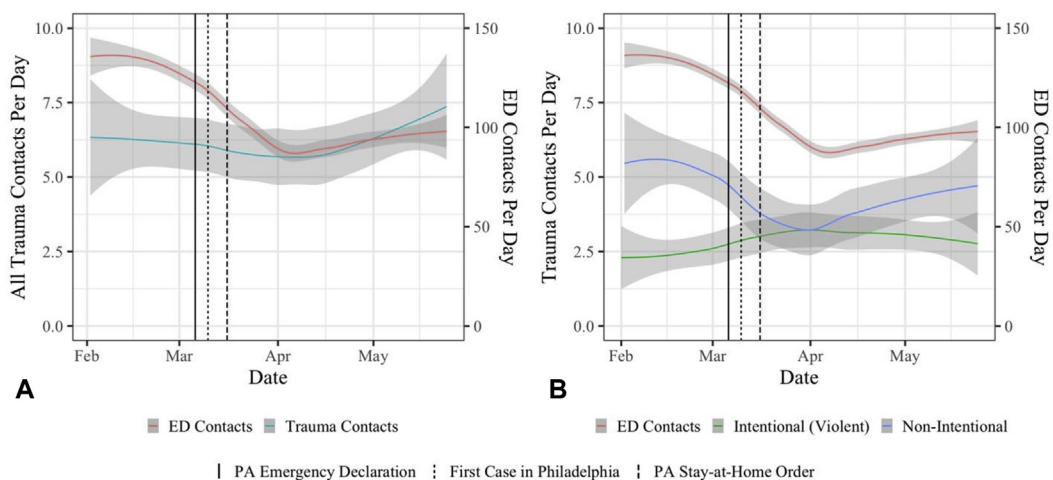 10.0
7.5
5.0
2.5
0.0
All Trauma Contacts Per Day
150
100
50
0
ED Contacts Per Day
Feb Mar Apr May
Date
A
ED Contacts Trauma Contacts
10.0
7.5
5.0
2.5
0.0
Trauma Contacts Per Day
150
100
50
0
ED Contacts Per Day
Feb Mar Apr May
Date
B
ED Contacts Intentional (Violent) Non-Intentional
PA Emergency Declaration First Case in Philadelphia PA Stay-at-Home Order